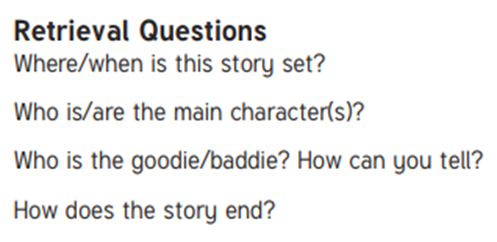 Retrieval Questions
Where/when is this story set?
Who is/are the main character(s)?
Who is the goodie/baddie? How can you tell?
How does the story end?